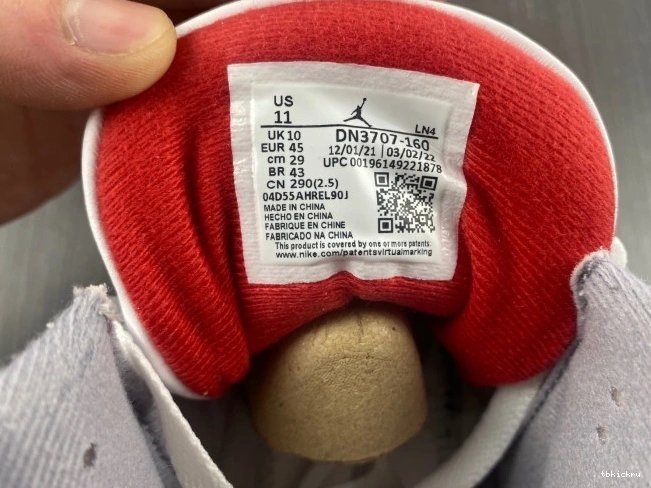 US
11
LN4
UK 10
DN3707-160
EUR 45
12/01/21 | 03/02/22
cm 29
UPC 00196149221878
BR 43
CN 290(2.5)
04D55AHREL90J
MADE IN CHINA
HECHO EN CHINA
FABRIQUE EN CHINE
FABRICADO NA CHINA
This product is covered by one or more patents:
www.nike.com/patentsvirtualmarking
tbkickru